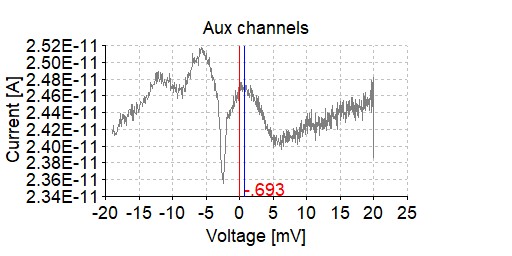 Aux channels
Current [A]
2.52E-11
2.50E-11
2.48E-11
2.46E-11
2.44E-11
2.42E-11
2.40E-11
2.38E-11
2.36E-11
2.34E-11
-.693
-20 -15 -10 -5 0 5 10 15 20 25
Voltage [mV]